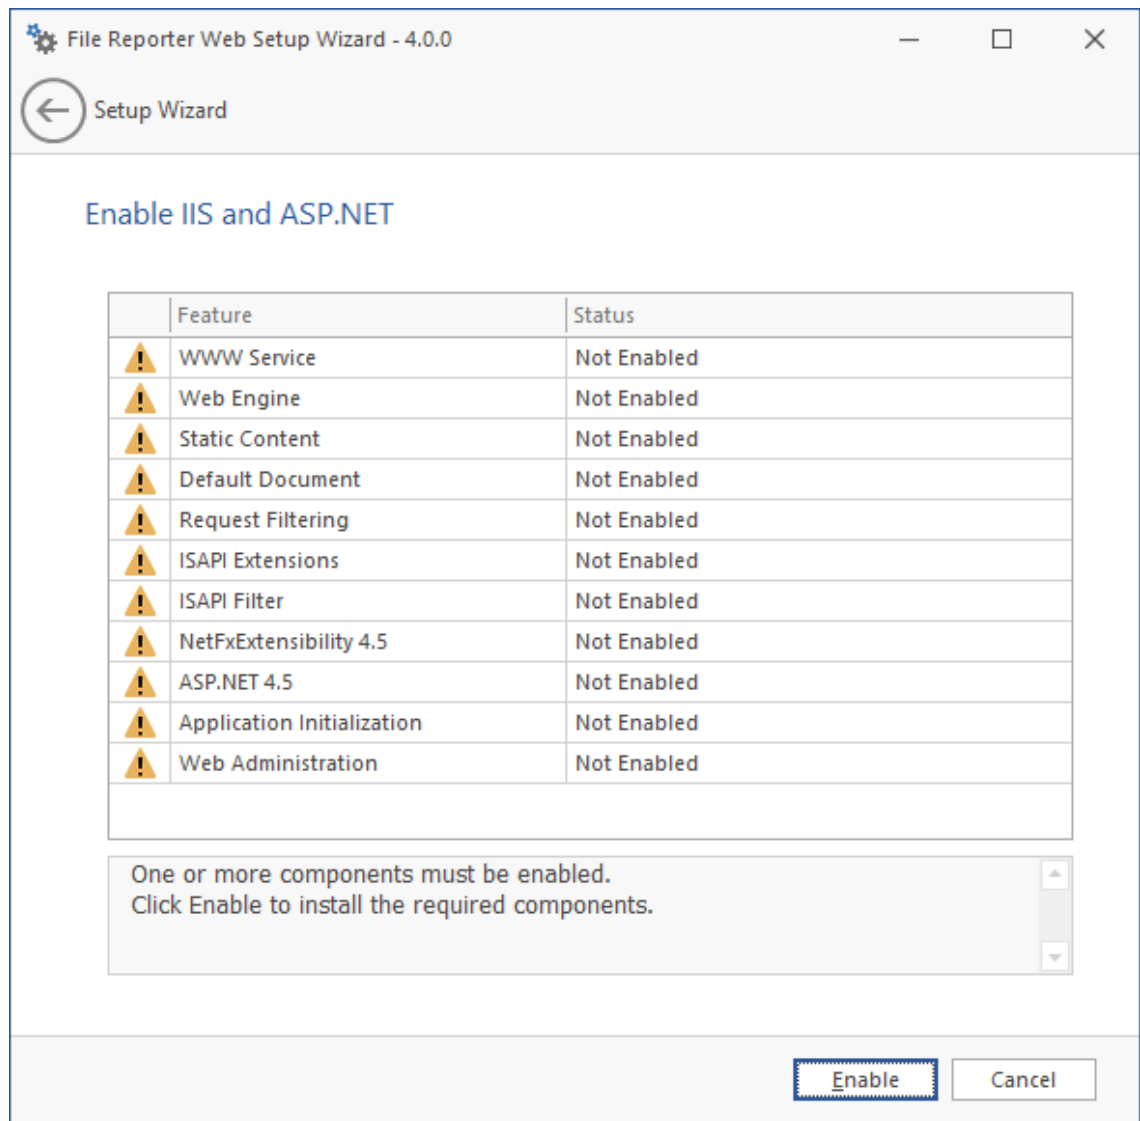 File Reporter Web Setup Wizard - 4.0.0
Setup Wizard
Enable IIS and ASP.NET
Feature Status
WWW Service Not Enabled
Web Engine Not Enabled
Static Content Not Enabled
Default Document Not Enabled
Request Filtering Not Enabled
ISAPI Extensions Not Enabled
ISAPI Filter Not Enabled
NetFxExtensibility 4.5 Not Enabled
ASP.NET 4.5 Not Enabled
Application Initialization Not Enabled
Web Administration Not Enabled
One or more components must be enabled.
Click Enable to install the required components.
Enable Cancel